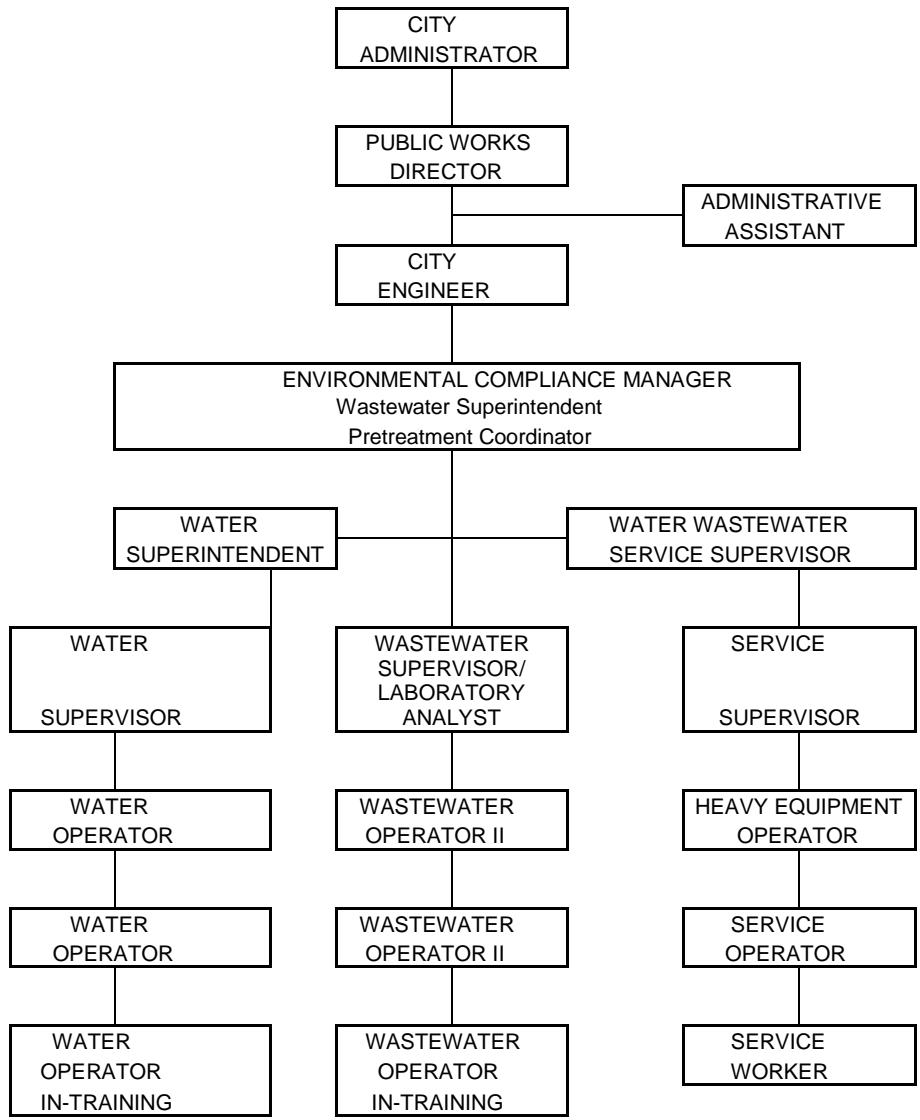 CITY
ADMINISTRATOR
PUBLIC WORKS
DIRECTOR
ADMINISTRATIVE
ASSISTANT
CITY
ENGINEER
ENVIRONMENTAL COMPLIANCE MANAGER
Wastewater Superintendent
Pretreatment Coordinator
WATER
SUPERINTENDENT
WATER WASTEWATER
SERVICE SUPERVISOR
WATER
SUPERVISOR
WASTEWATER
SUPERVISOR/
LABORATORY
ANALYST
SERVICE
SUPERVISOR
WATER
OPERATOR
WASTEWATER
OPERATOR II
HEAVY EQUIPMENT
OPERATOR
WATER
OPERATOR
WASTEWATER
OPERATOR II
SERVICE
OPERATOR
WATER
OPERATOR
IN-TRAINING
WASTEWATER
OPERATOR
IN-TRAINING
SERVICE
WORKER